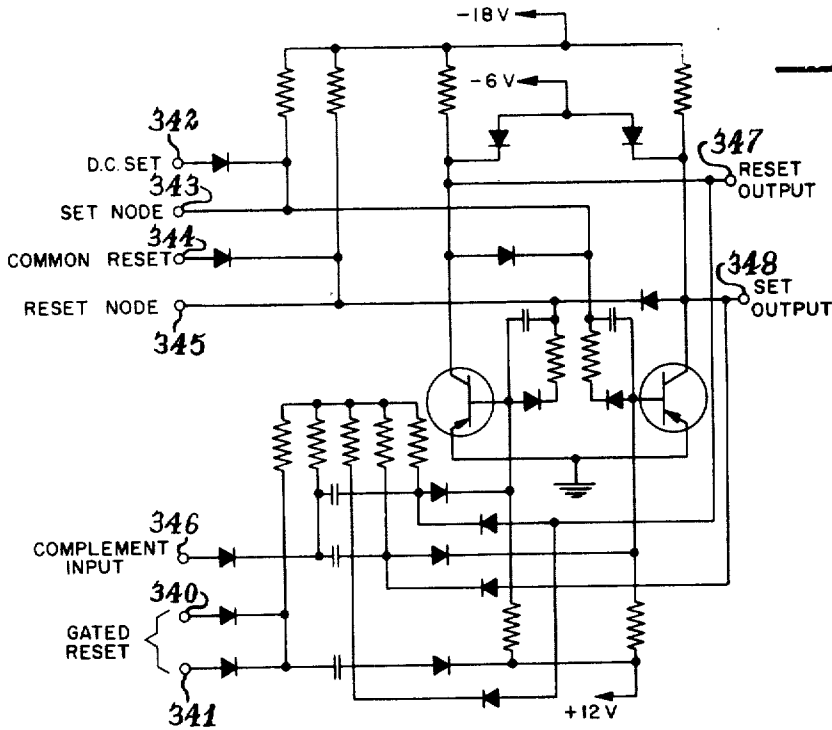 -18V
-6V
342
D.C. SET
343
SET NODE
344
COMMON RESET
RESET NODE
345
347
RESET
OUTPUT
348
SET
OUTPUT
346
COMPLEMENT
INPUT
340
GATED
RESET
341
+12V